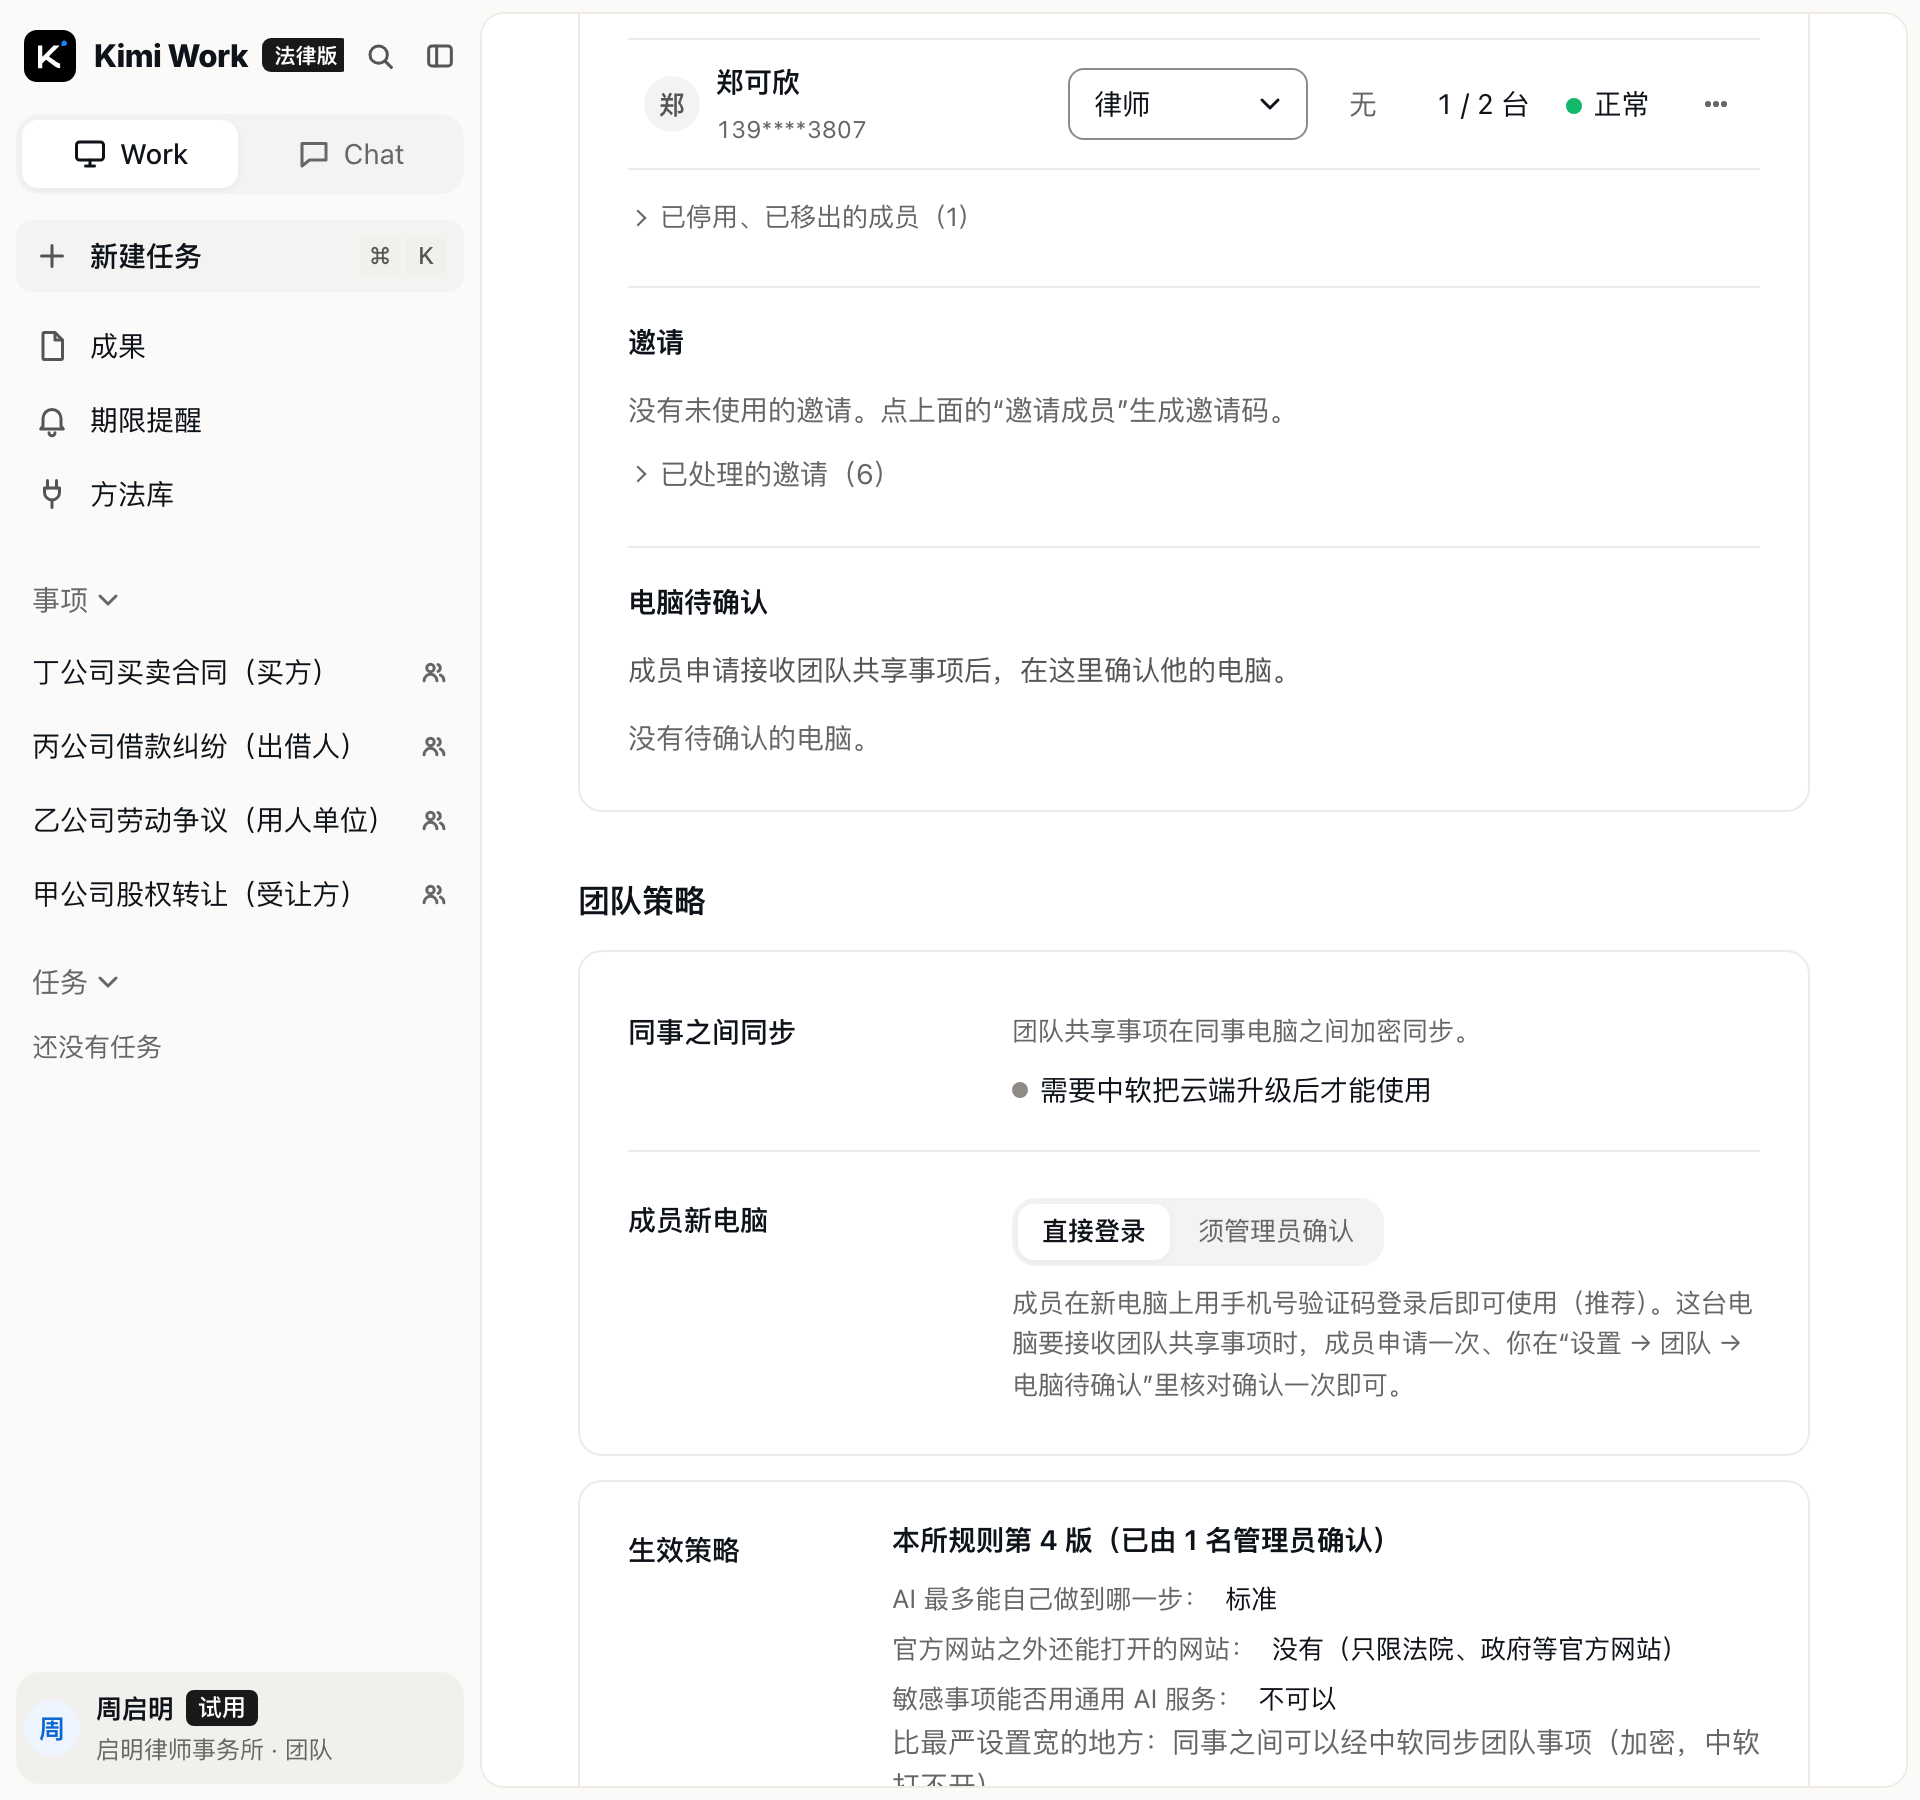 Kimi Work 法律版
Work
Chat
新建任务 ⌘ K
成果
期限提醒
方法库
事项
丁公司买卖合同（买方）
丙公司借款纠纷（出借人）
乙公司劳动争议（用人单位）
甲公司股权转让（受让方）
任务
还没有任务
周 周启明 试用
启明律师事务所 · 团队
郑 郑可欣
139****3807
律师 无 1 / 2 台 正常
已停用、已移出的成员（1）
邀请
没有未使用的邀请。点上面的“邀请成员”生成邀请码。
已处理的邀请（6）
电脑待确认
成员申请接收团队共享事项后，在这里确认他的电脑。
没有待确认的电脑。
团队策略
同事之间同步
团队共享事项在同事电脑之间加密同步。
需要中软把云端升级后才能使用
成员新电脑
直接登录 须管理员确认
成员在新电脑上用手机号验证码登录后即可使用（推荐）。这台电
脑要接收团队共享事项时，成员申请一次、你在“设置 → 团队 →
电脑待确认”里核对确认一次即可。
生效策略
本所规则第 4 版（已由 1 名管理员确认）
AI 最多能自己做到哪一步： 标准
官方网站之外还能打开的网站： 没有（只限法院、政府等官方网站）
敏感事项能否用通用 AI 服务： 不可以
比最严设置宽的地方：同事之间可以经中软同步团队事项（加密，中软
打不开）